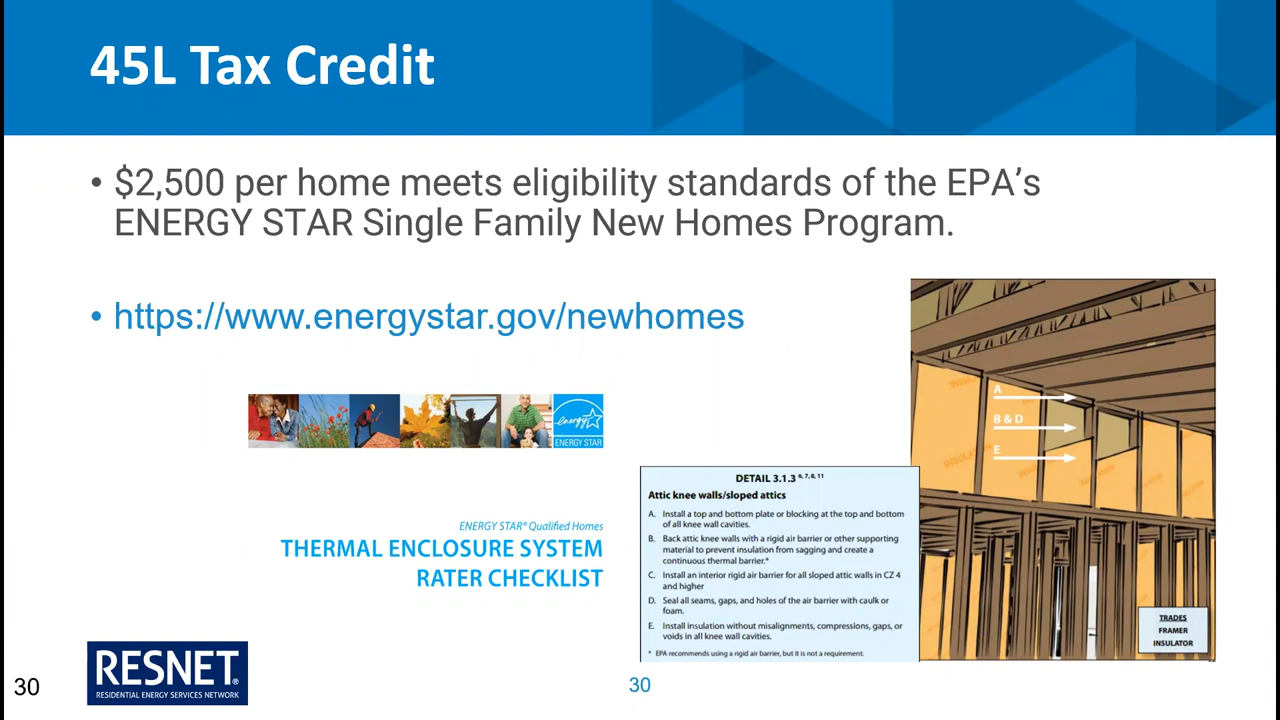 45L Tax Credit
• $2,500 per home meets eligibility standards of the EPA's
ENERGY STAR Single Family New Homes Program.
• https://www.energystar.gov/newhomes
energy
ENERGY STAR
ENERGY STAR® Qualified Homes
THERMAL ENCLOSURE SYSTEM
RATER CHECKLIST
DETAIL 3.1.3 6, 7, 8, 11
Attic knee walls/sloped attics
A. Install a top and bottom plate or blocking at the top and bottom
of all knee wall cavities.
B. Back attic knee walls with a rigid air barrier or other supporting
material to prevent insulation from sagging and create a
continuous thermal barrier.*
C. Install an interior rigid air barrier for all sloped attic walls in CZ 4
and higher
D. Seal all seams, gaps, and holes of the air barrier with caulk or
foam.
E. Install insulation without misalignments, compressions, gaps, or
voids in all knee wall cavities.
* EPA recommends using a rigid air barrier, but it is not a requirement.
A
B & D
E
TRADES
FRAMER
INSULATOR
RESNET®
RESIDENTIAL ENERGY SERVICES NETWORK
30
30